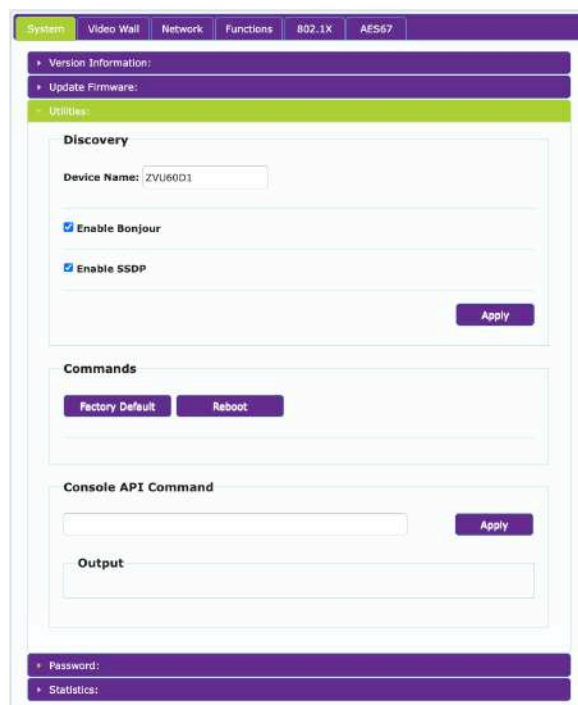 System Video Wall Network Functions 802.1X AES67
Version Information:
Update Firmware:
Utilities:
Discovery
Device Name: ZVU60D1
Enable Bonjour
Enable SSDP
Apply
Commands
Factory Default Reboot
Console API Command
Apply
Output
Password:
Statistics: